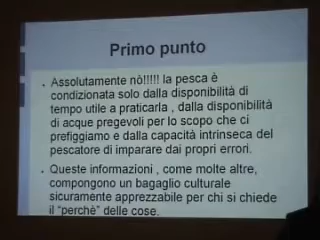 Primo punto
Assolutamente nò!!!!! la pesca è
condizionata solo dalla disponibilità di
tempo utile a praticarla , dalla disponibilità
di acque pregevoli per lo scopo che ci
prefiggiamo e dalla capacità intrinseca del
pescatore di imparare dai propri errori.
Queste informazioni , come molte altre,
compongono un bagaglio culturale
sicuramente apprezzabile per chi si chiede
il “perchè” delle cose.